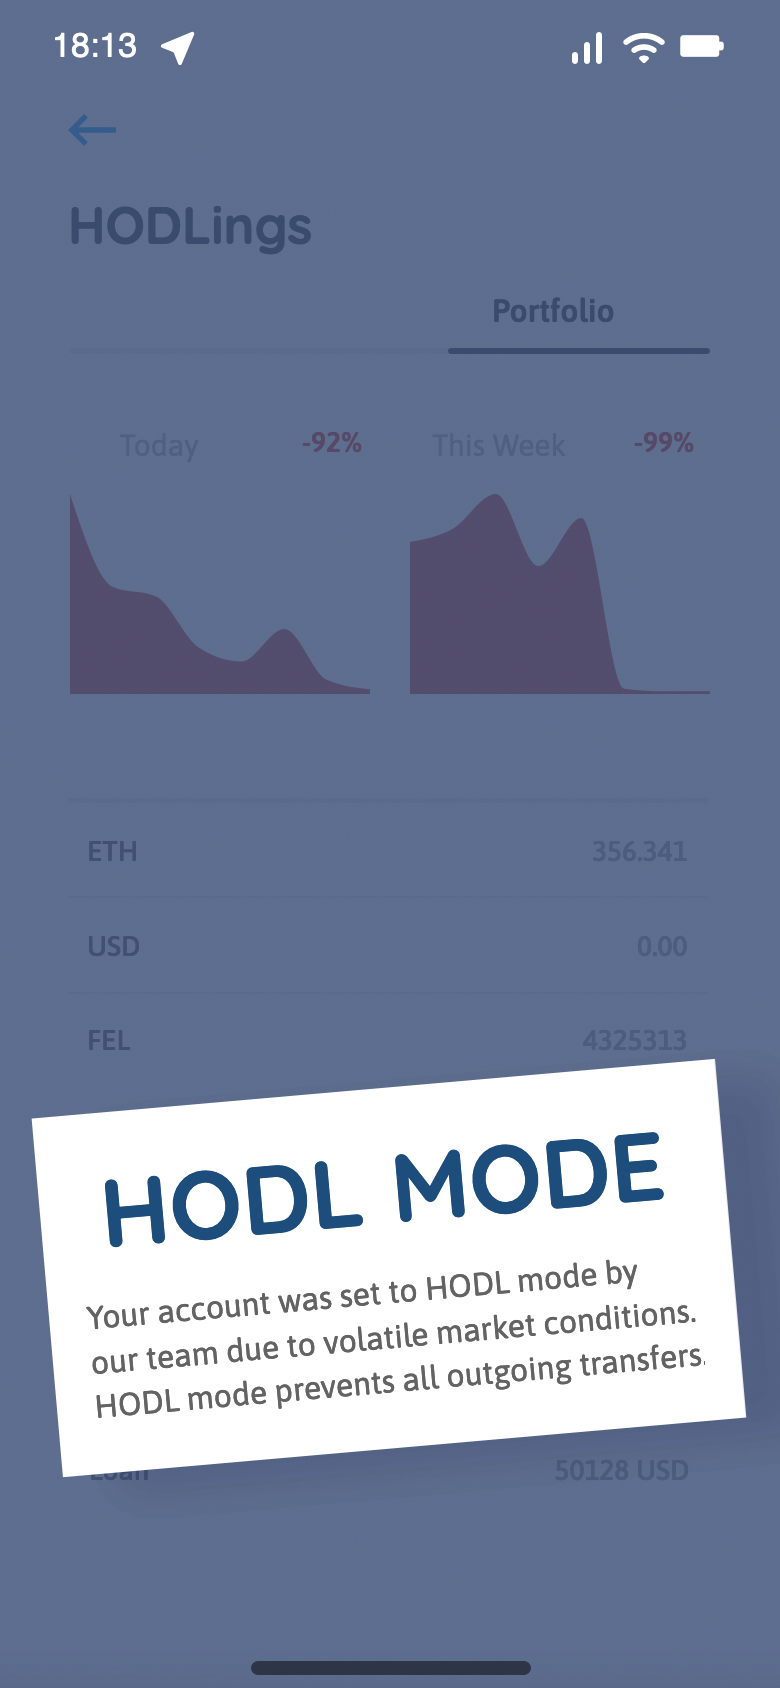 18:13
HODLings
Portfolio
Today -92% This Week -99%
ETH 356.341
USD 0.00
FEL 4325313
HODL MODE
Your account was set to HODL mode by
our team due to volatile market conditions.
HODL mode prevents all outgoing transfers.
Loan 50128 USD